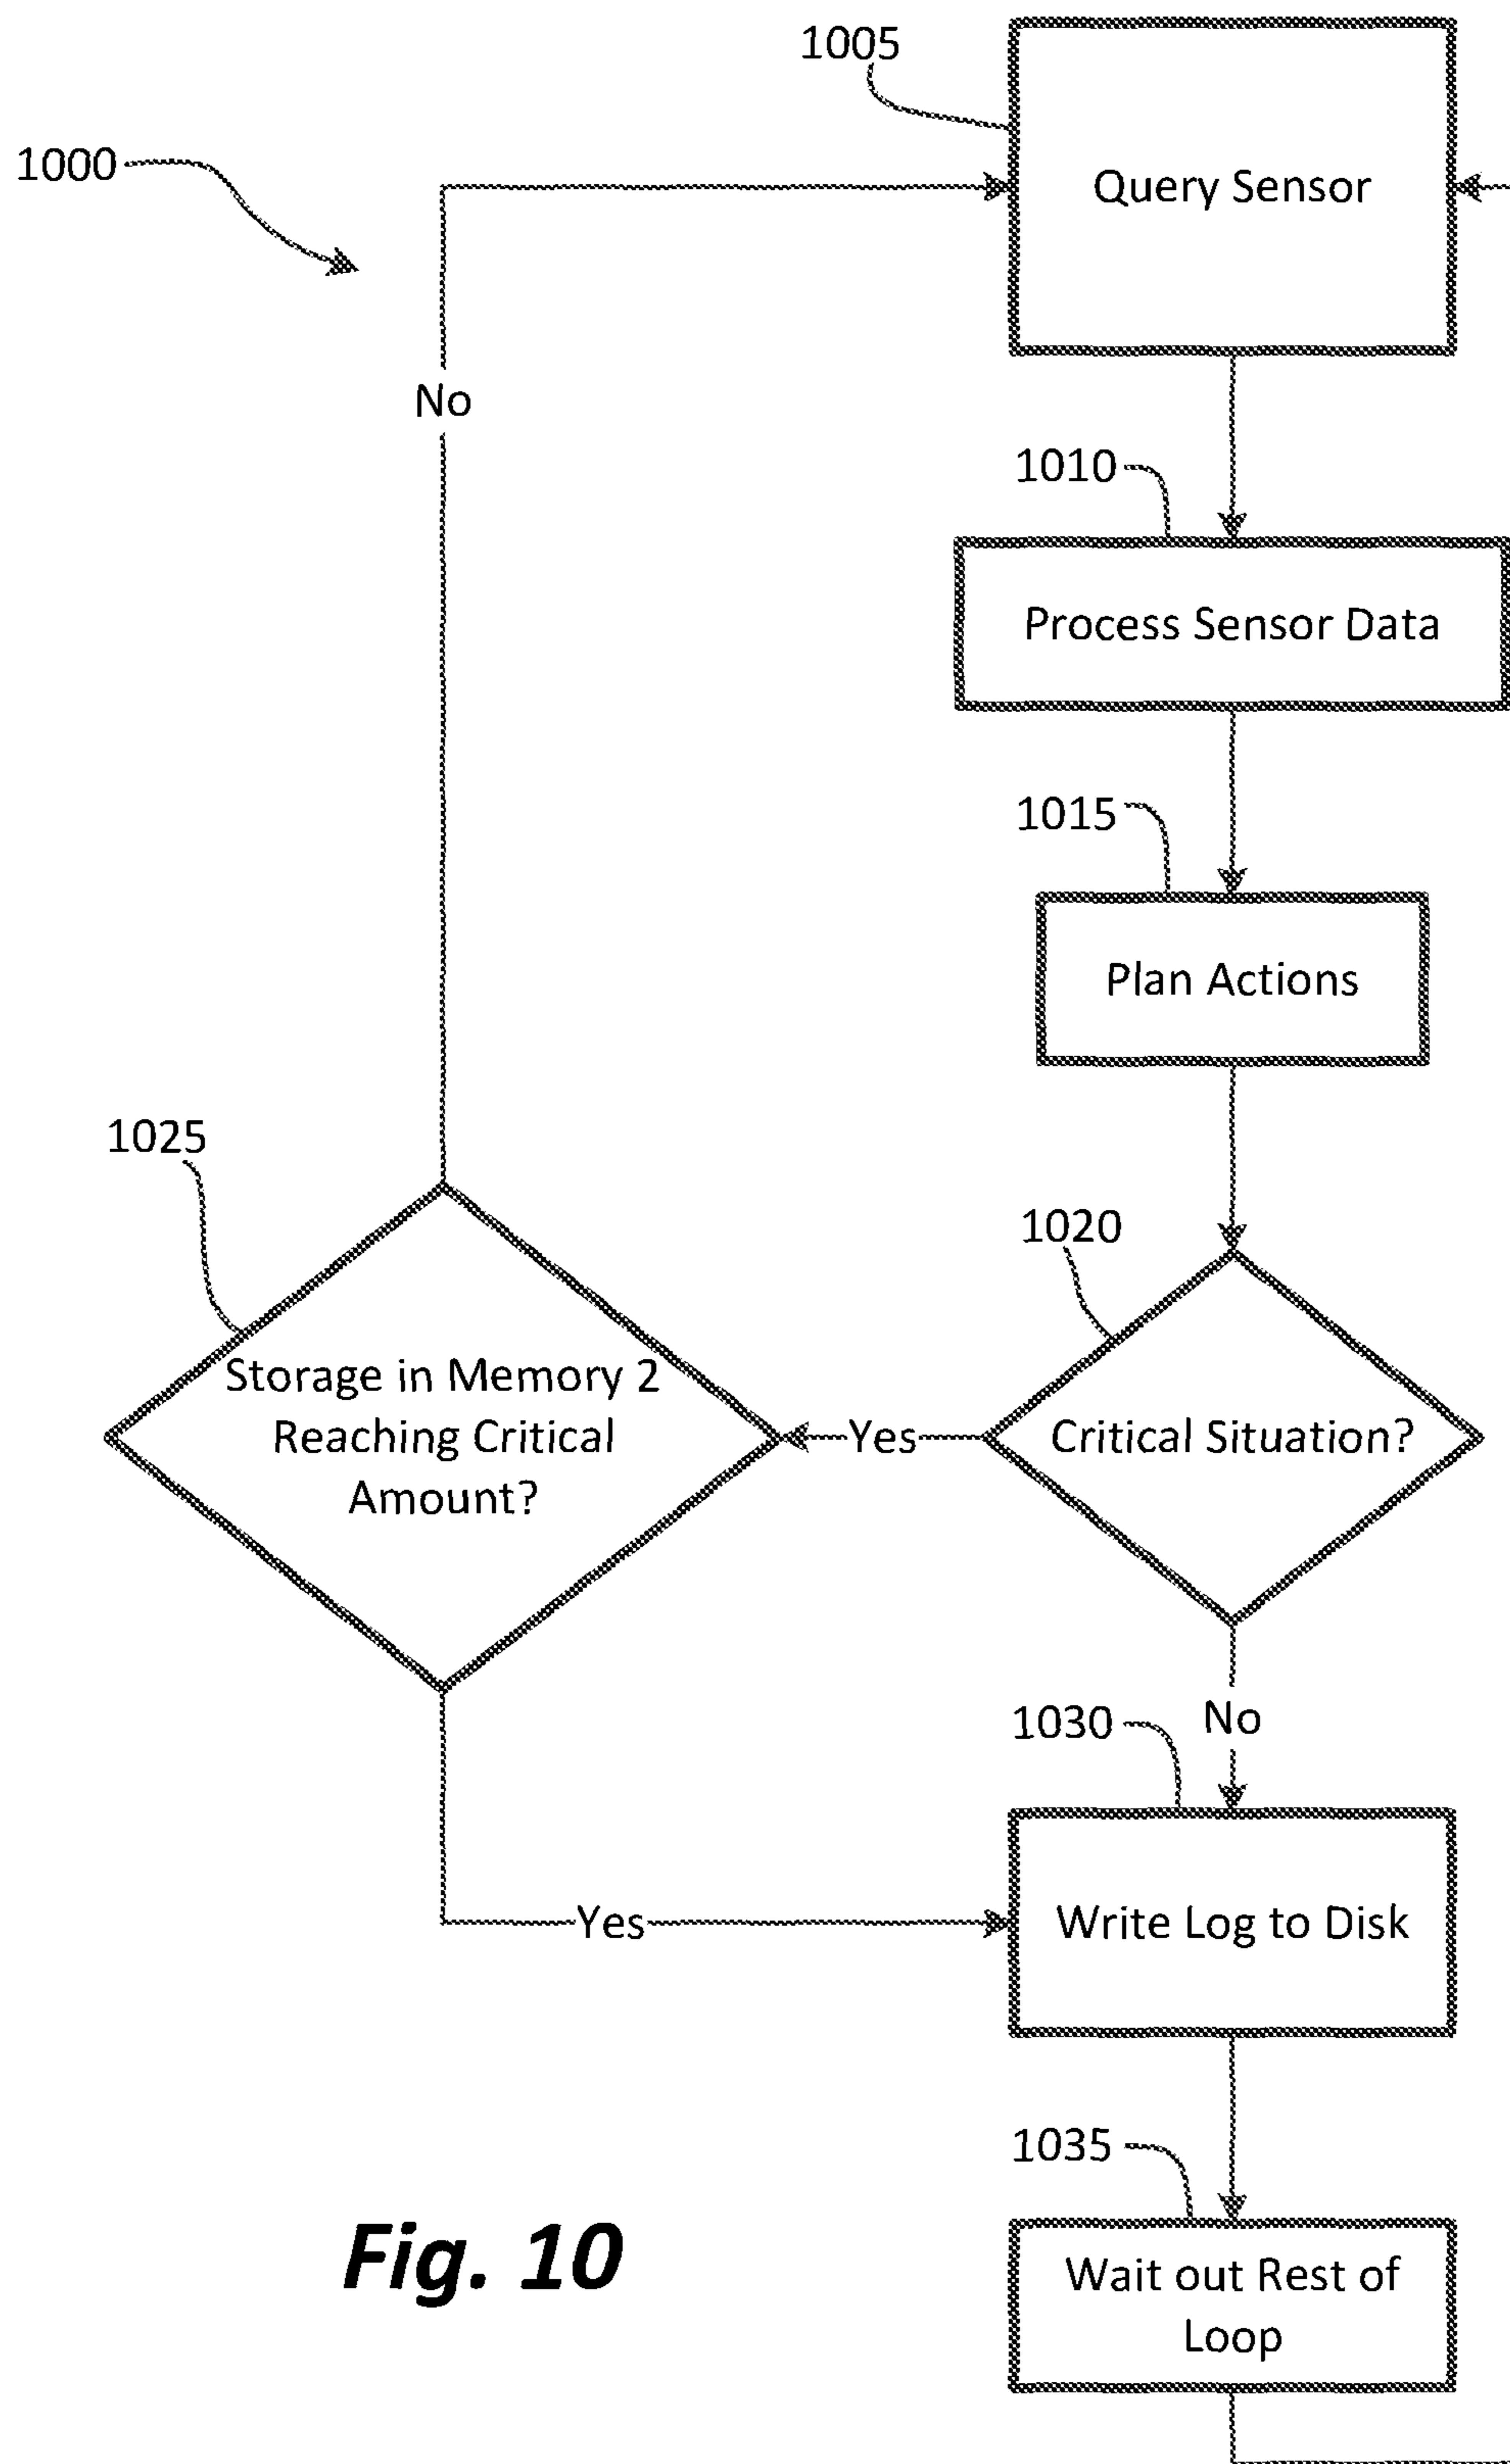 1005
1000
Query Sensor
No
1010
Process Sensor Data
1015
Plan Actions
1025
1020
Storage in Memory 2
Reaching Critical
Amount?
Yes
Critical Situation?
1030
No
Yes
Write Log to Disk
1035
Wait out Rest of
Loop
Fig. 10